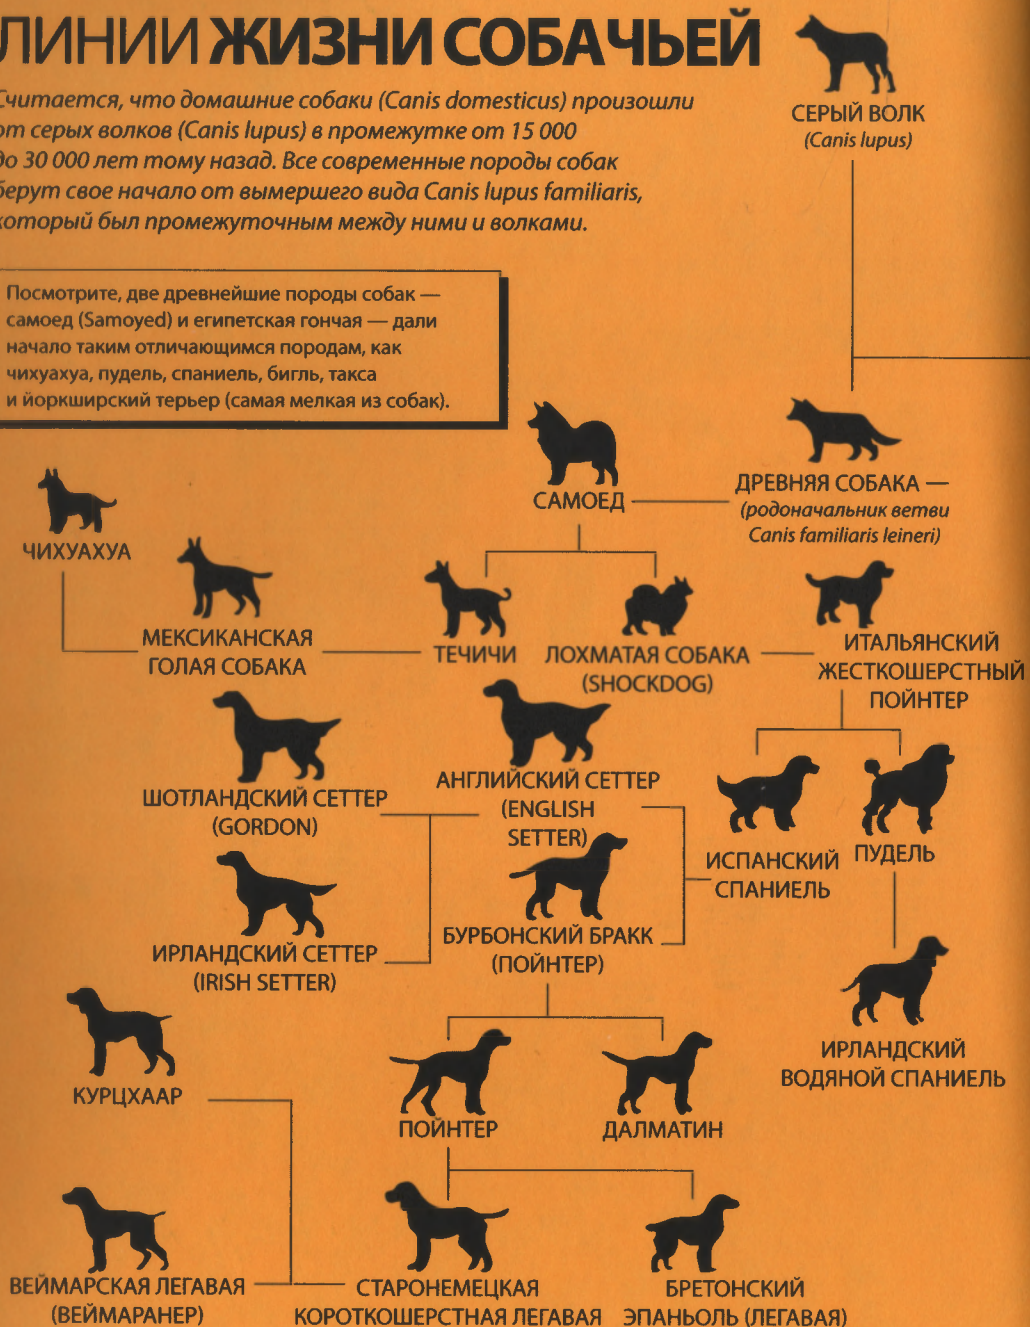 ЛИНИИ ЖИЗНИ СОБАЧЬЕЙ
Считается, что домашние собаки (Canis domesticus) произошли
от серых волков (Canis lupus) в промежутке от 15 000
до 30 000 лет тому назад. Все современные породы собак
берут свое начало от вымершего вида Canis lupus familiaris,
который был промежуточным между ними и волками.
СЕРЫЙ ВОЛК
(Canis lupus)
Посмотрите, две древнейшие породы собак —
самоед (Samoyed) и египетская гончая — дали
начало таким отличающимся породам, как
чихуахуа, пудель, спаниель, бигль, такса
и йоркширский терьер (самая мелкая из собак).
САМОЕД
ДРЕВНЯЯ СОБАКА —
(родоначальник ветви
Canis familiaris leineri)
ЧИХУАХУА
МЕКСИКАНСКАЯ
ГОЛАЯ СОБАКА
ТЕЧИЧИ
ЛОХМАТАЯ СОБАКА
(SHOCKDOG)
ИТАЛЬЯНСКИЙ
ЖЕСТКОШЕРСТНЫЙ
ПОЙНТЕР
ШОТЛАНДСКИЙ СЕТТЕР
(GORDON)
АНГЛИЙСКИЙ СЕТТЕР
(ENGLISH
SETTER)
ИСПАНСКИЙ
СПАНИЕЛЬ
ПУДЕЛЬ
ИРЛАНДСКИЙ СЕТТЕР
(IRISH SETTER)
БУРБОНСКИЙ БРАКК
(ПОЙНТЕР)
ИРЛАНДСКИЙ
ВОДЯНОЙ СПАНИЕЛЬ
КУРЦХААР
ПОЙНТЕР
ДАЛМАТИН
ВЕЙМАРСКАЯ ЛЕГАВАЯ
(ВЕЙМАРАНЕР)
СТАРОНЕМЕЦКАЯ
КОРОТКОШЕРСТНАЯ ЛЕГАВАЯ
БРЕТОНСКИЙ
ЭПАНЬОЛЬ (ЛЕГАВАЯ)